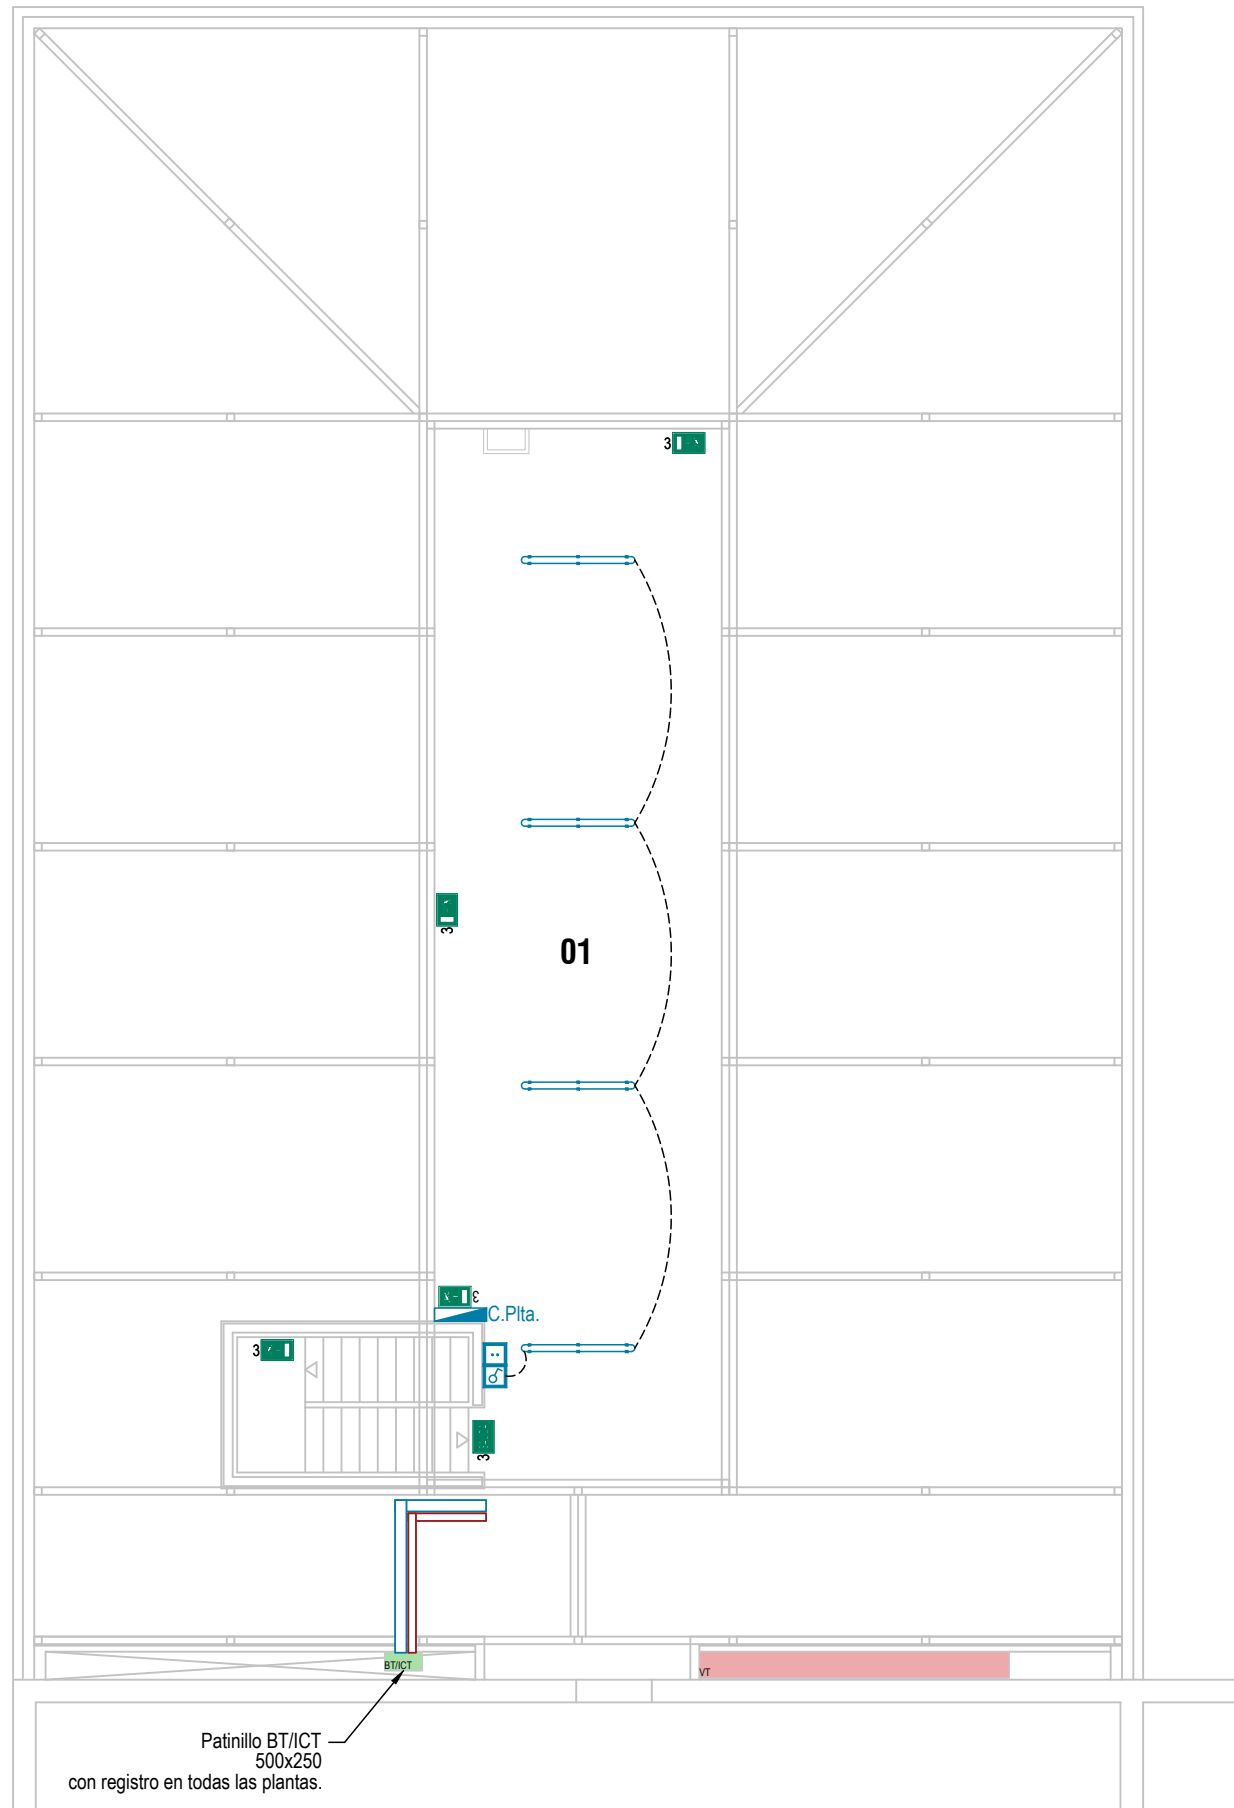 3
3
01
3
C.Plta.
3
3
BT/ICT
VT
Patinillo BT/ICT
500x250
con registro en todas las plantas.